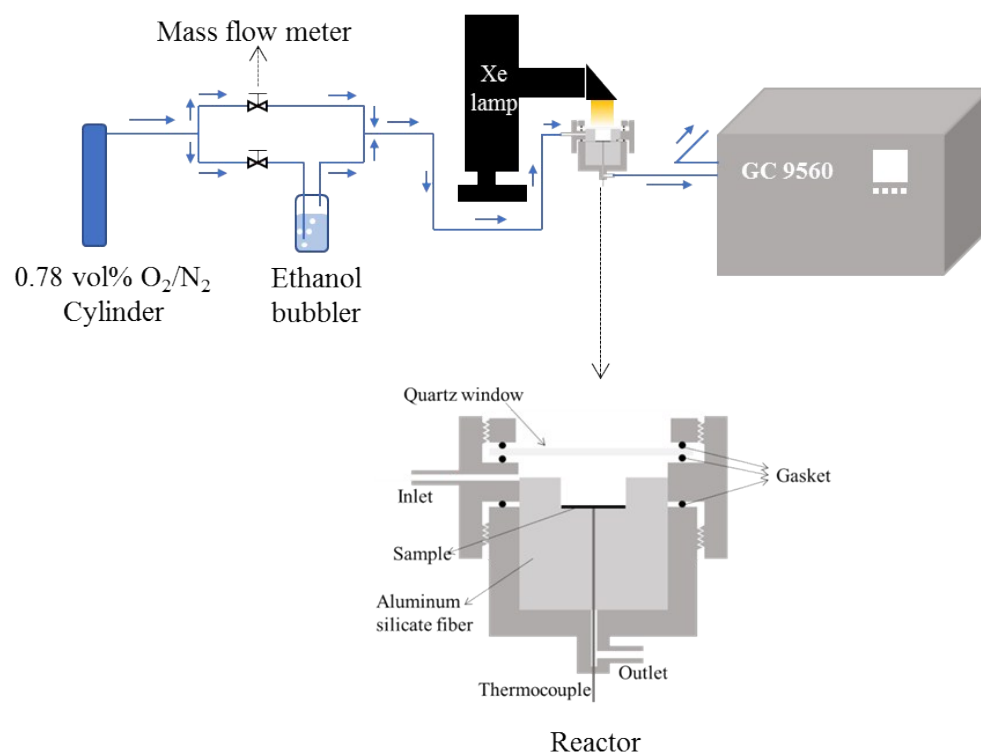 Mass flow meter
Xe
lamp
GC 9560
0.78 vol% O₂/N₂
Cylinder
Ethanol
bubbler
Quartz window
Inlet
Gasket
Sample
Aluminum
silicate fiber
Outlet
Thermocouple
Reactor